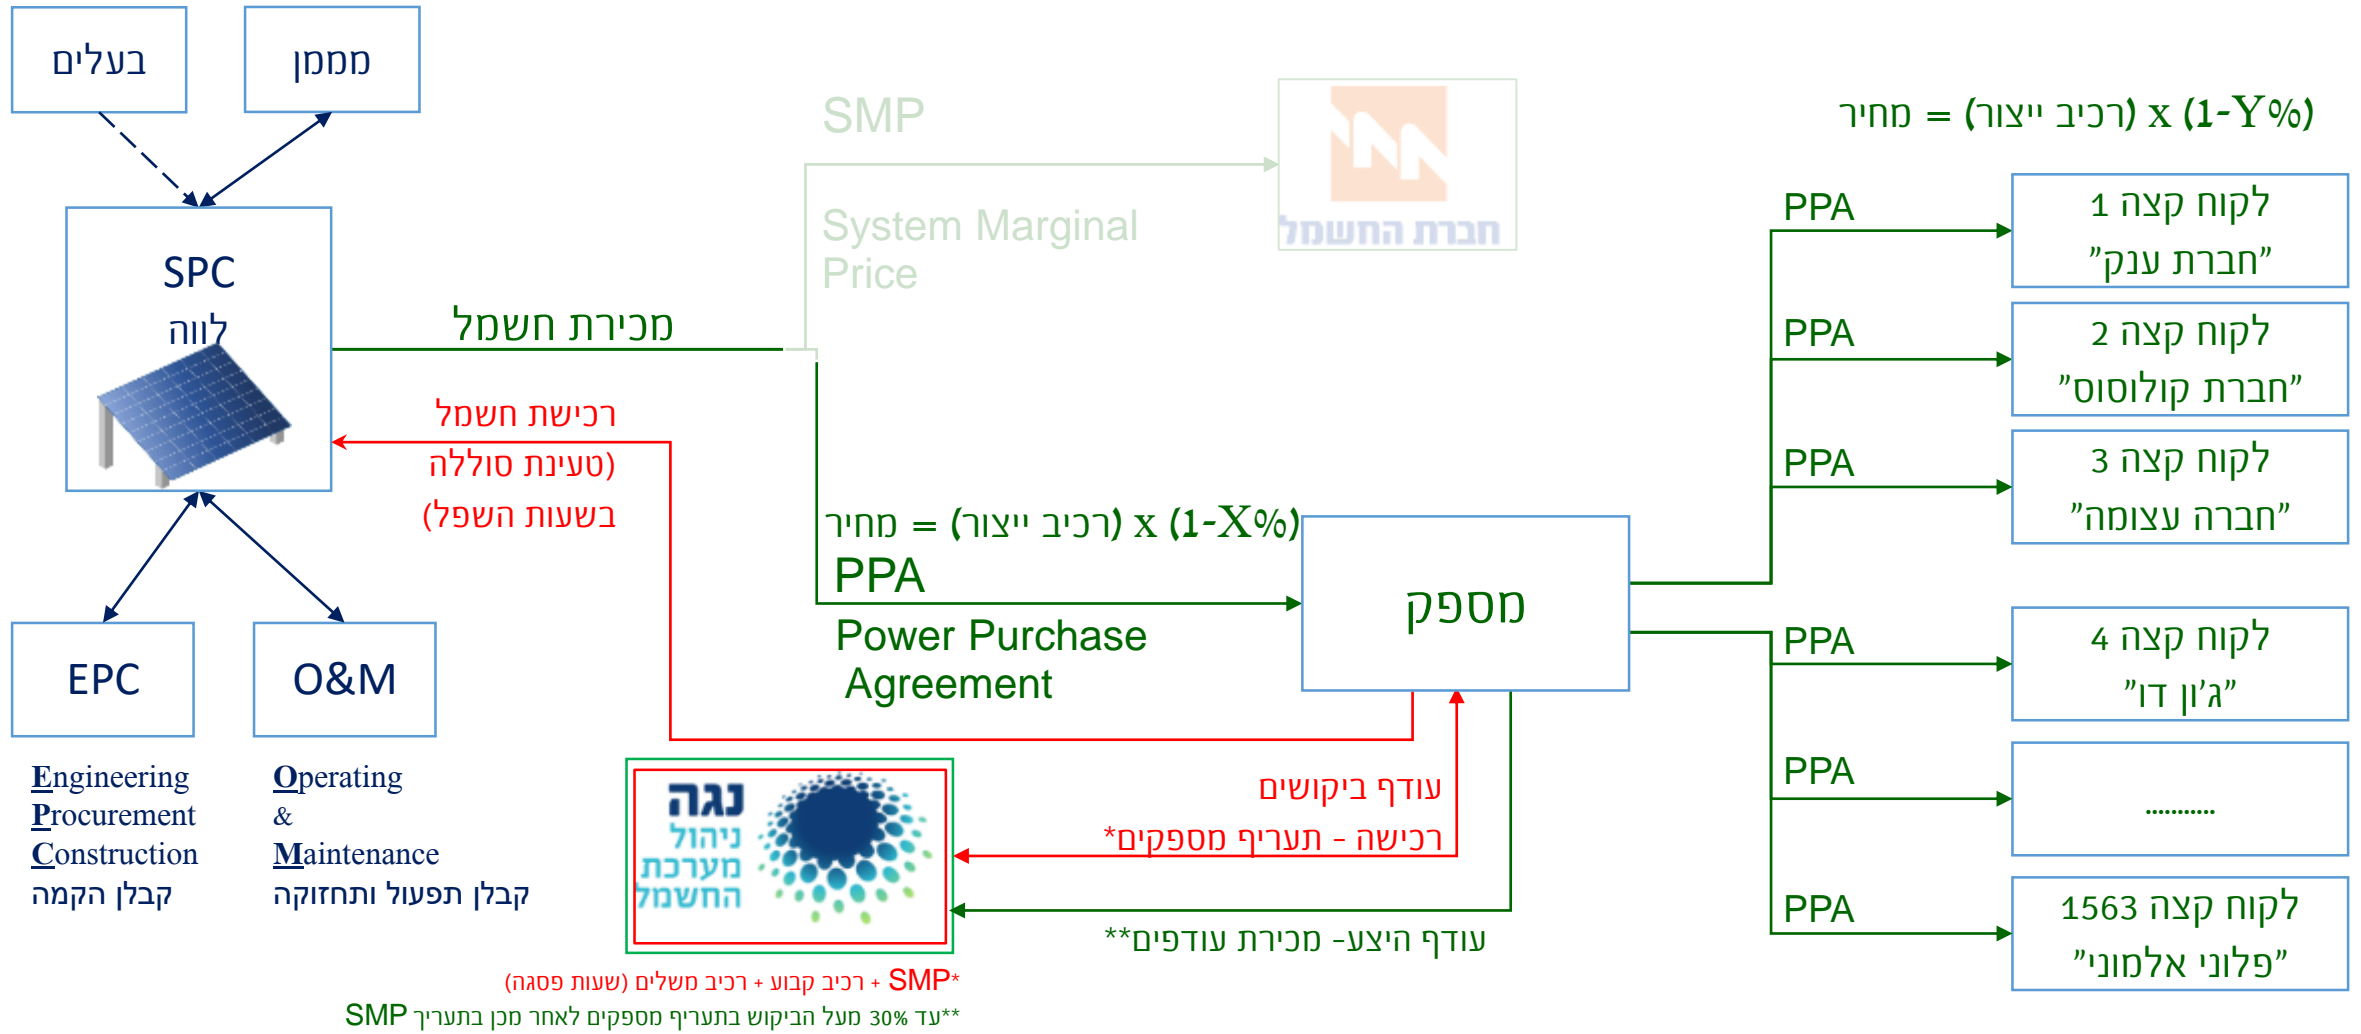 בעלים
מממן
SPC
לווה
EPC
O&M
Engineering
Procurement
Construction
קבלן הקמה
Operating
&
Maintenance
קבלן תפעול ותחזוקה
מכירת חשמל
רכישת חשמל
(טעינת סוללה
בשעות השפל)
SMP
System Marginal
Price
חברת החשמל
מחיר = (רכיב ייצור) x (1-X%)
PPA
Power Purchase
Agreement
מספק
עודף ביקושים
רכישה - תעריף מספקים*
עודף היצע- מכירת עודפים**
נגה
ניהול
מערכת
החשמל
*SMP + רכיב קבוע + רכיב משלים (שעות פסגה)
**עד 30% מעל הביקוש בתעריף מספקים לאחר מכן בתעריך SMP
מחיר = (רכיב ייצור) x (1-Y%)
PPA
לקוח קצה 1
"חברת ענק"
PPA
לקוח קצה 2
"חברת קולוסוס"
PPA
לקוח קצה 3
"חברה עצומה"
PPA
לקוח קצה 4
"ג'ון דו"
PPA
...........
PPA
לקוח קצה 1563
"פלוני אלמוני"